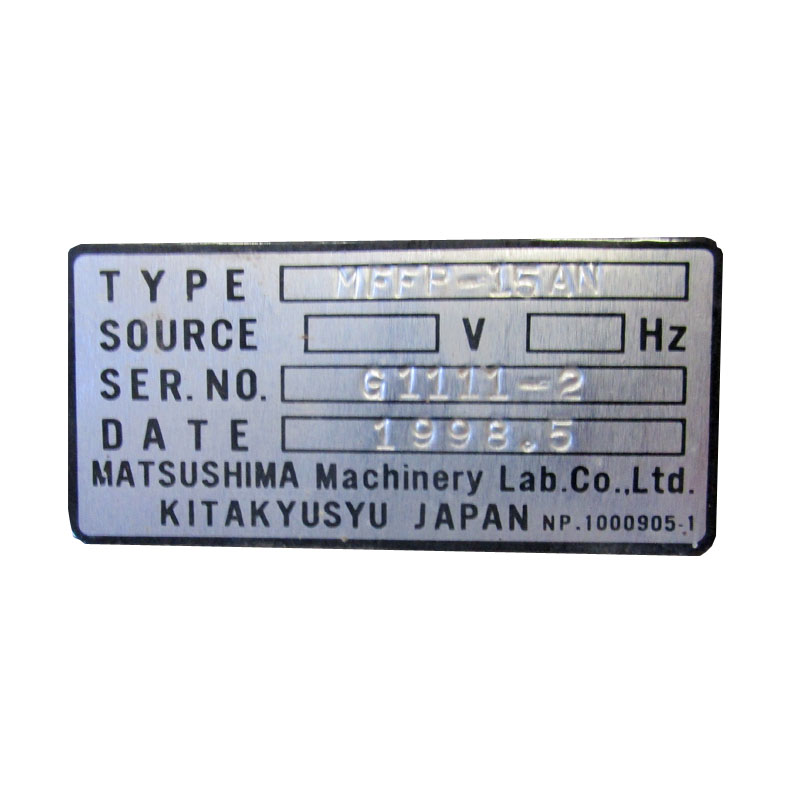 TYPE MFFP-15AN
SOURCE V Hz
SER.NO. G1111-2
DATE 1998.5
MATSUSHIMA Machinery Lab.Co.,Ltd.
KITAKYUSYU JAPAN NP.1000905-1